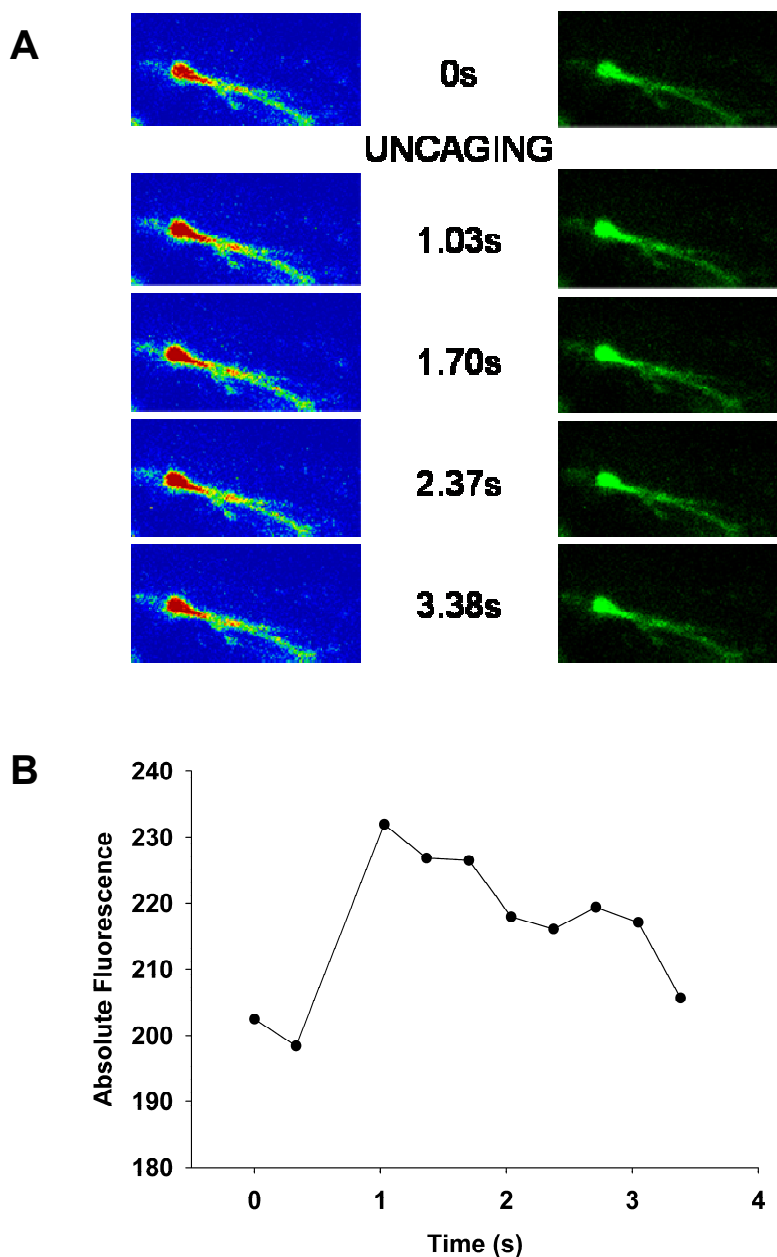 A
0s
UNCAGING
1.03s
1.70s
2.37s
3.38s
B
240
230
220
210
200
190
180
Absolute Fluorescence
0 1 2 3 4
Time (s)